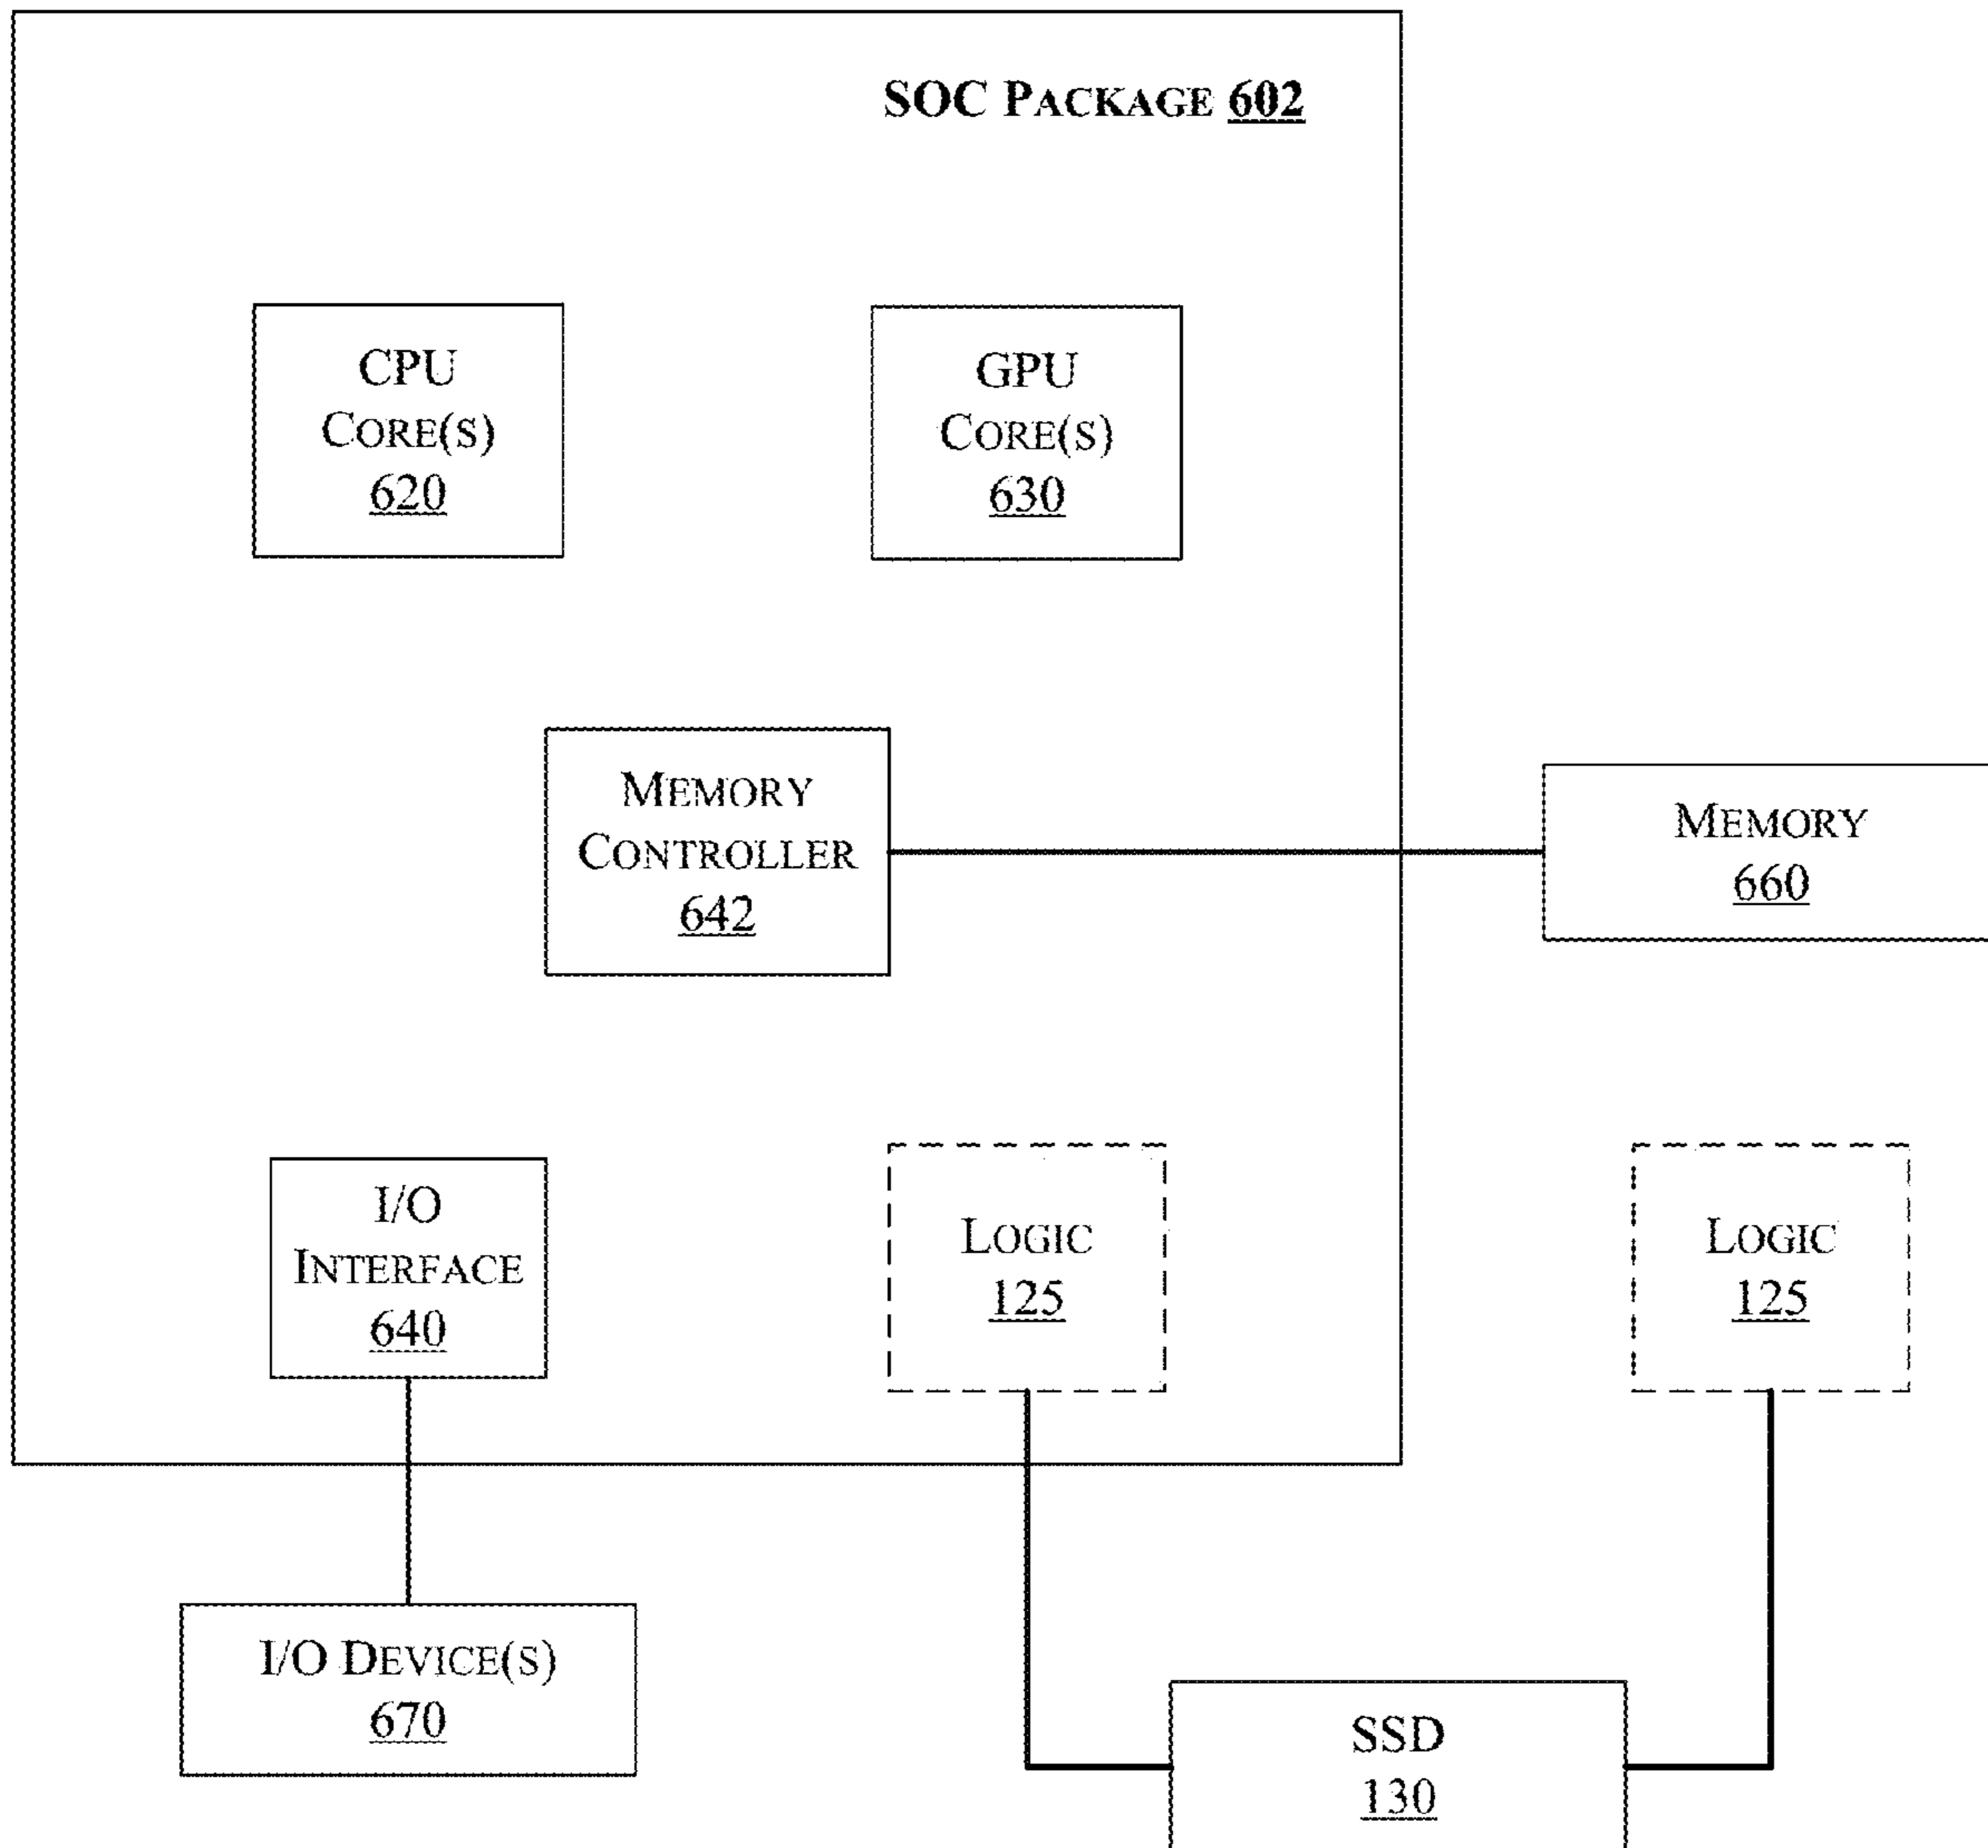 SOC PACKAGE 602
CPU
CORE(S)
620
GPU
CORE(S)
630
MEMORY
CONTROLLER
642
MEMORY
660
I/O
INTERFACE
640
LOGIC
125
LOGIC
125
I/O DEVICE(S)
670
SSD
130